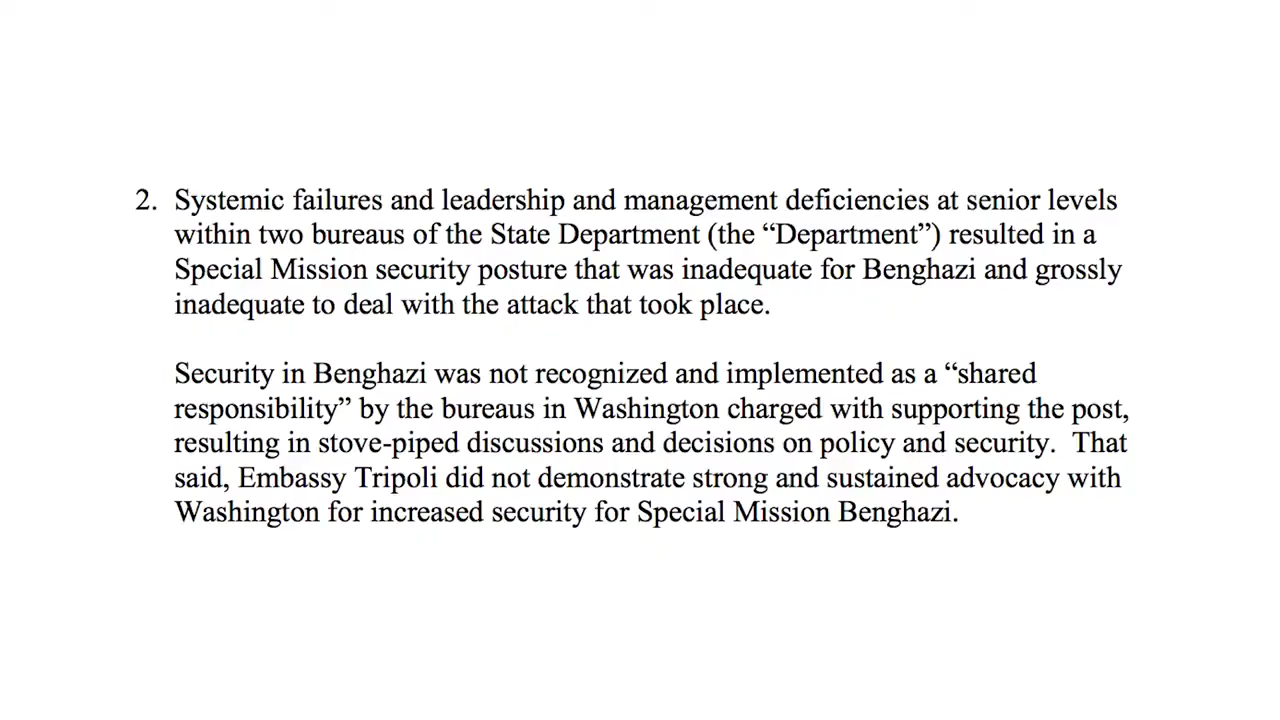 2. Systemic failures and leadership and management deficiencies at senior levels
within two bureaus of the State Department (the “Department”) resulted in a
Special Mission security posture that was inadequate for Benghazi and grossly
inadequate to deal with the attack that took place.
Security in Benghazi was not recognized and implemented as a “shared
responsibility” by the bureaus in Washington charged with supporting the post,
resulting in stove-piped discussions and decisions on policy and security.  That
said, Embassy Tripoli did not demonstrate strong and sustained advocacy with
Washington for increased security for Special Mission Benghazi.